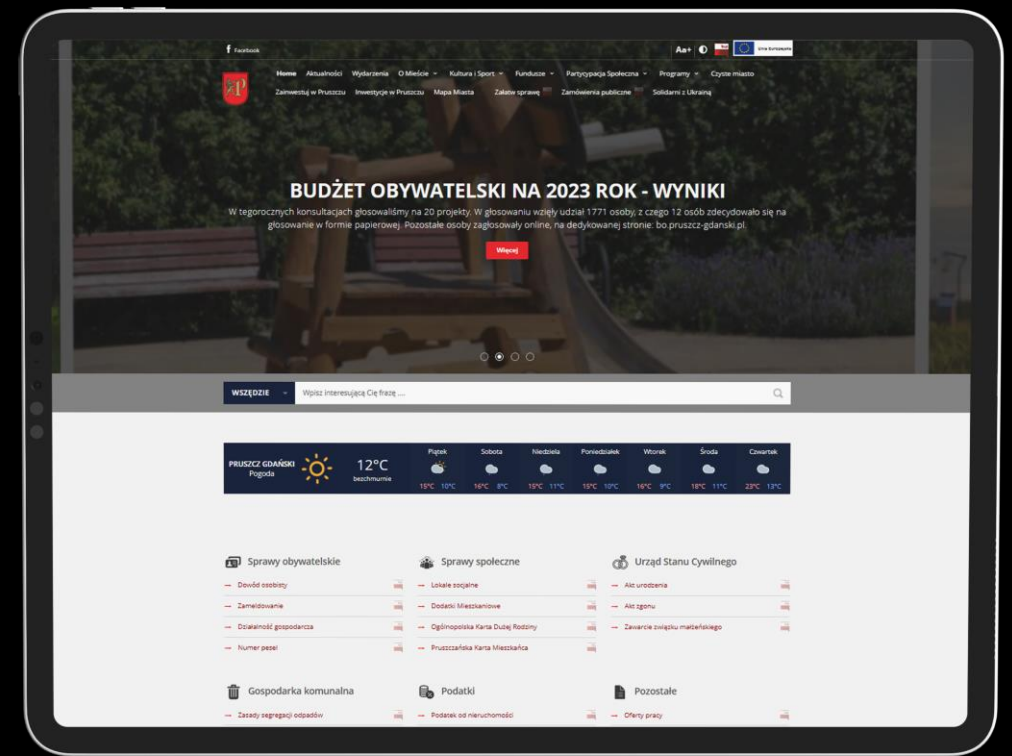 Facebook
Aa+
Unia Europejska
Home Aktualności Wydarzenia O Mieście Kultura i Sport Fundusze Partycypacja Społeczna Programy Czyste miasto
Zainwestuj w Pruszczu Inwestycje w Pruszczu Mapa Miasta Załatw sprawę Zamówienia publiczne Solidarni z Ukrainą
BUDŻET OBYWATELSKI NA 2023 ROK - WYNIKI
W tegorocznych konsultacjach głosowaliśmy na 20 projekty. W głosowaniu wzięły udział 1771 osoby, z czego 12 osób zdecydowało się na
głosowanie w formie papierowej. Pozostałe osoby zagłosowały online, na dedykowanej stronie: bo.pruszcz-gdanski.pl.
Więcej
WSZĘDZIE Wpisz interesującą Cię frazę ....
PRUSZCZ GDAŃSKI
Pogoda
12°C
bezchmurnie
Piątek Sobota Niedziela Poniedziałek Wtorek Środa Czwartek
15°C 10°C 16°C 8°C 15°C 11°C 15°C 10°C 16°C 9°C 18°C 11°C 23°C 13°C
Sprawy obywatelskie Sprawy społeczne Urząd Stanu Cywilnego
Dowód osobisty Lokale socjalne Akt urodzenia
Zameldowanie Dodatki Mieszkaniowe Akt zgonu
Działalność gospodarcza Ogólnopolska Karta Dużej Rodziny Zawarcie związku małżeńskiego
Numer pesel Pruszczańska Karta Mieszkańca
Gospodarka komunalna Podatki Pozostałe
Zasady segregacji odpadów Podatek od nieruchomości Oferty pracy